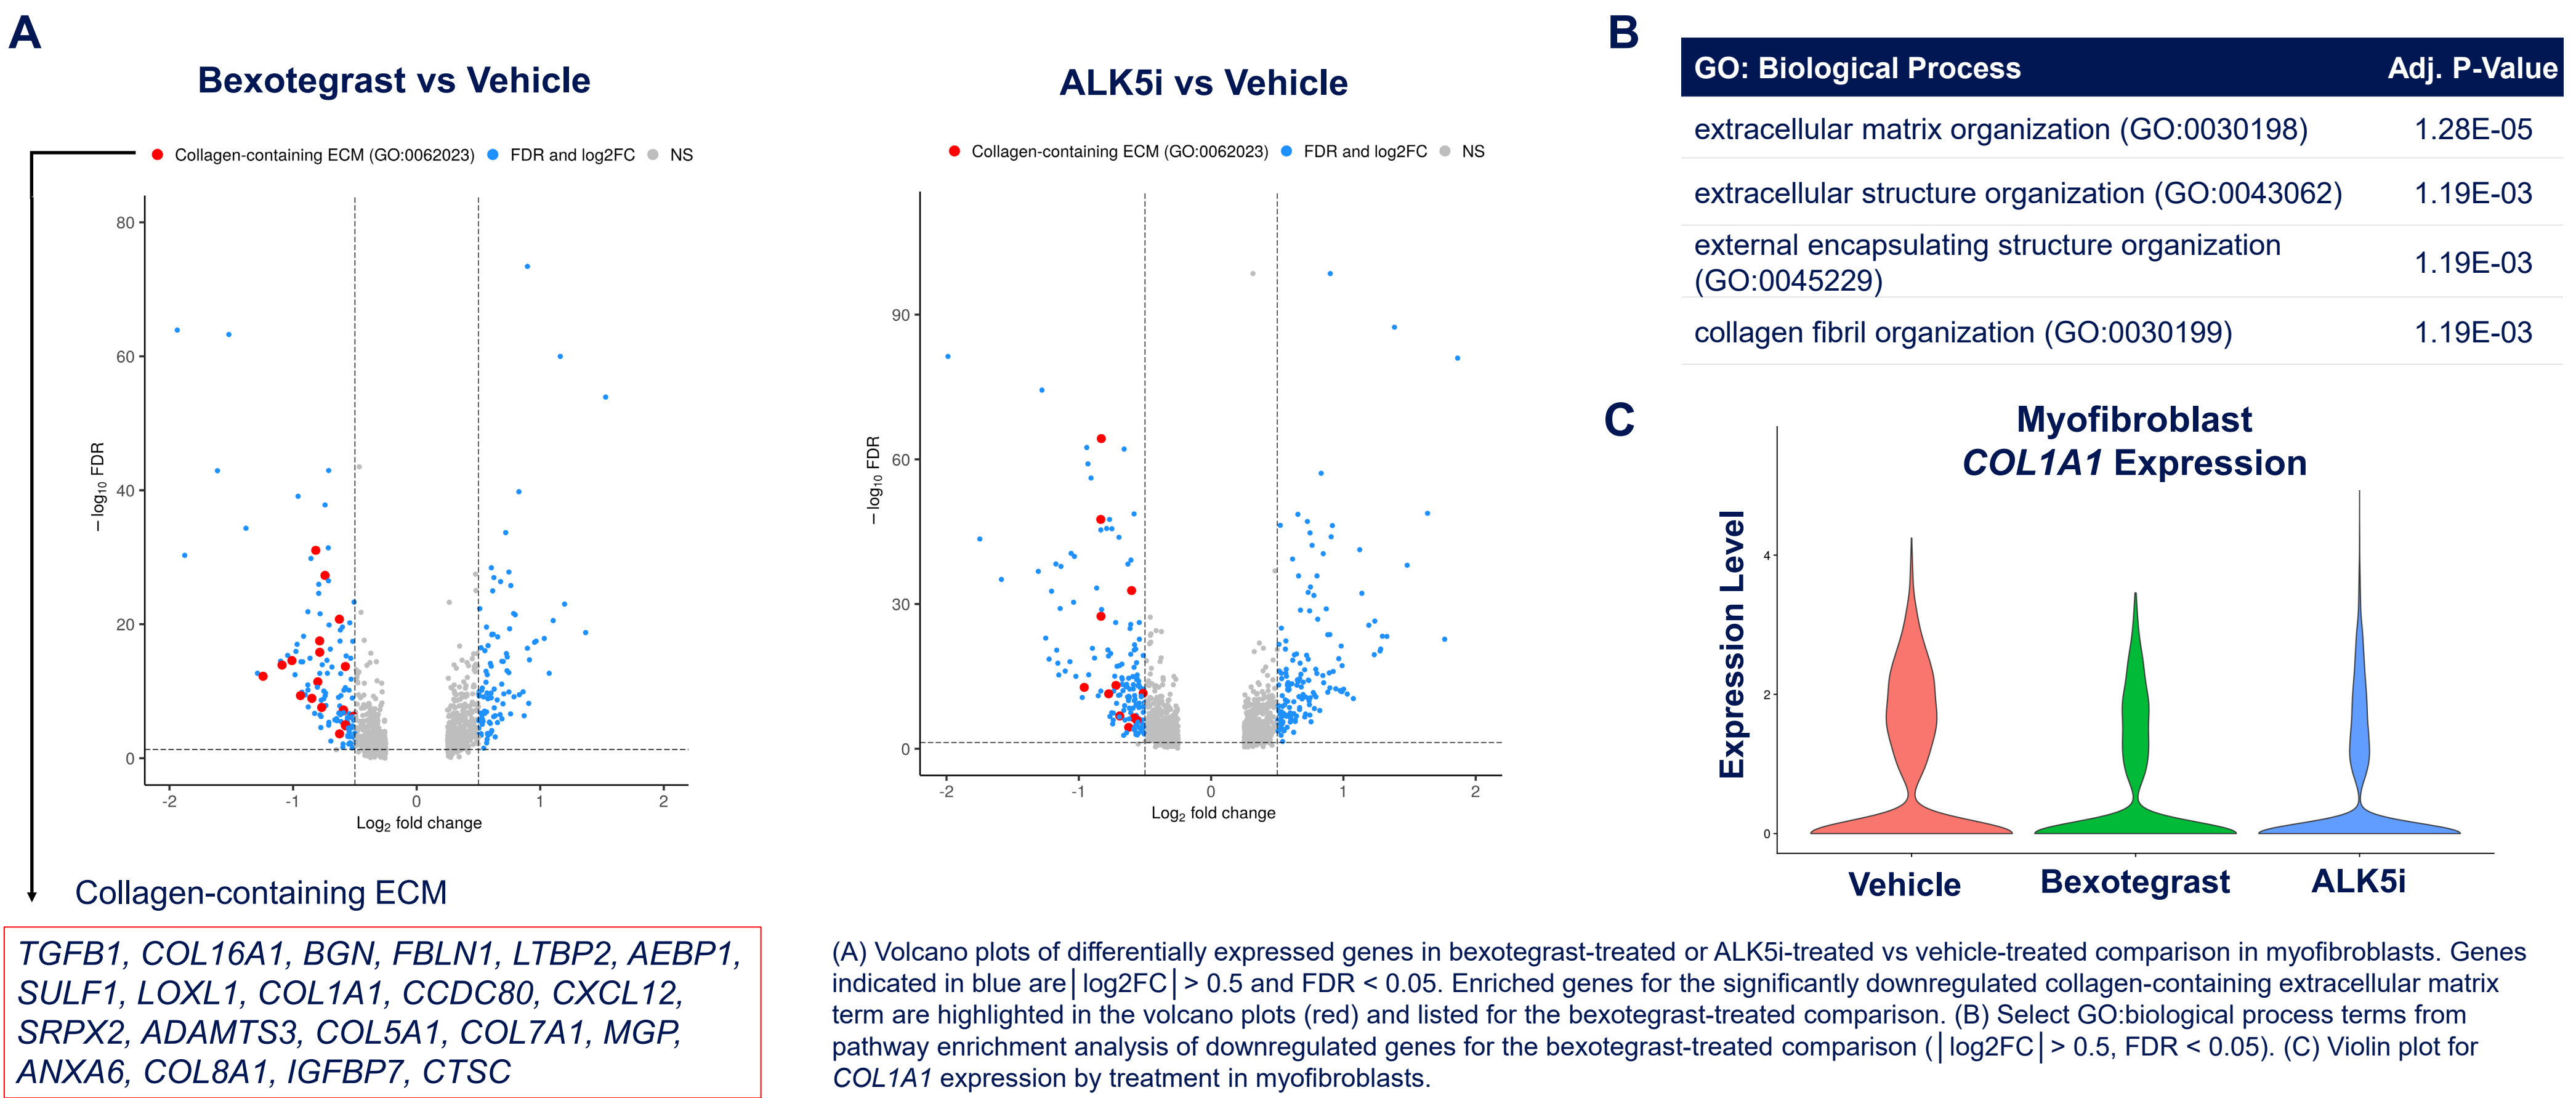 A
Bexotegrast vs Vehicle
Collagen-containing ECM (GO:0062023) FDR and log2FC NS
80
60
40
20
0
-2 -1 0 1 2
– log10 FDR
Log2 fold change
Collagen-containing ECM
TGFB1, COL16A1, BGN, FBLN1, LTBP2, AEBP1,
SULF1, LOXL1, COL1A1, CCDC80, CXCL12,
SRPX2, ADAMTS3, COL5A1, COL7A1, MGP,
ANXA6, COL8A1, IGFBP7, CTSC
ALK5i vs Vehicle
Collagen-containing ECM (GO:0062023) FDR and log2FC NS
90
60
30
0
-2 -1 0 1 2
– log10 FDR
Log2 fold change
B
GO: Biological Process Adj. P-Value
extracellular matrix organization (GO:0030198) 1.28E-05
extracellular structure organization (GO:0043062) 1.19E-03
external encapsulating structure organization
(GO:0045229) 1.19E-03
collagen fibril organization (GO:0030199) 1.19E-03
C
Myofibroblast
COL1A1 Expression
Expression Level
4
2
0
Vehicle Bexotegrast ALK5i
(A) Volcano plots of differentially expressed genes in bexotegrast-treated or ALK5i-treated vs vehicle-treated comparison in myofibroblasts. Genes
indicated in blue are│log2FC│> 0.5 and FDR < 0.05. Enriched genes for the significantly downregulated collagen-containing extracellular matrix
term are highlighted in the volcano plots (red) and listed for the bexotegrast-treated comparison. (B) Select GO:biological process terms from
pathway enrichment analysis of downregulated genes for the bexotegrast-treated comparison (│log2FC│> 0.5, FDR < 0.05). (C) Violin plot for
COL1A1 expression by treatment in myofibroblasts.